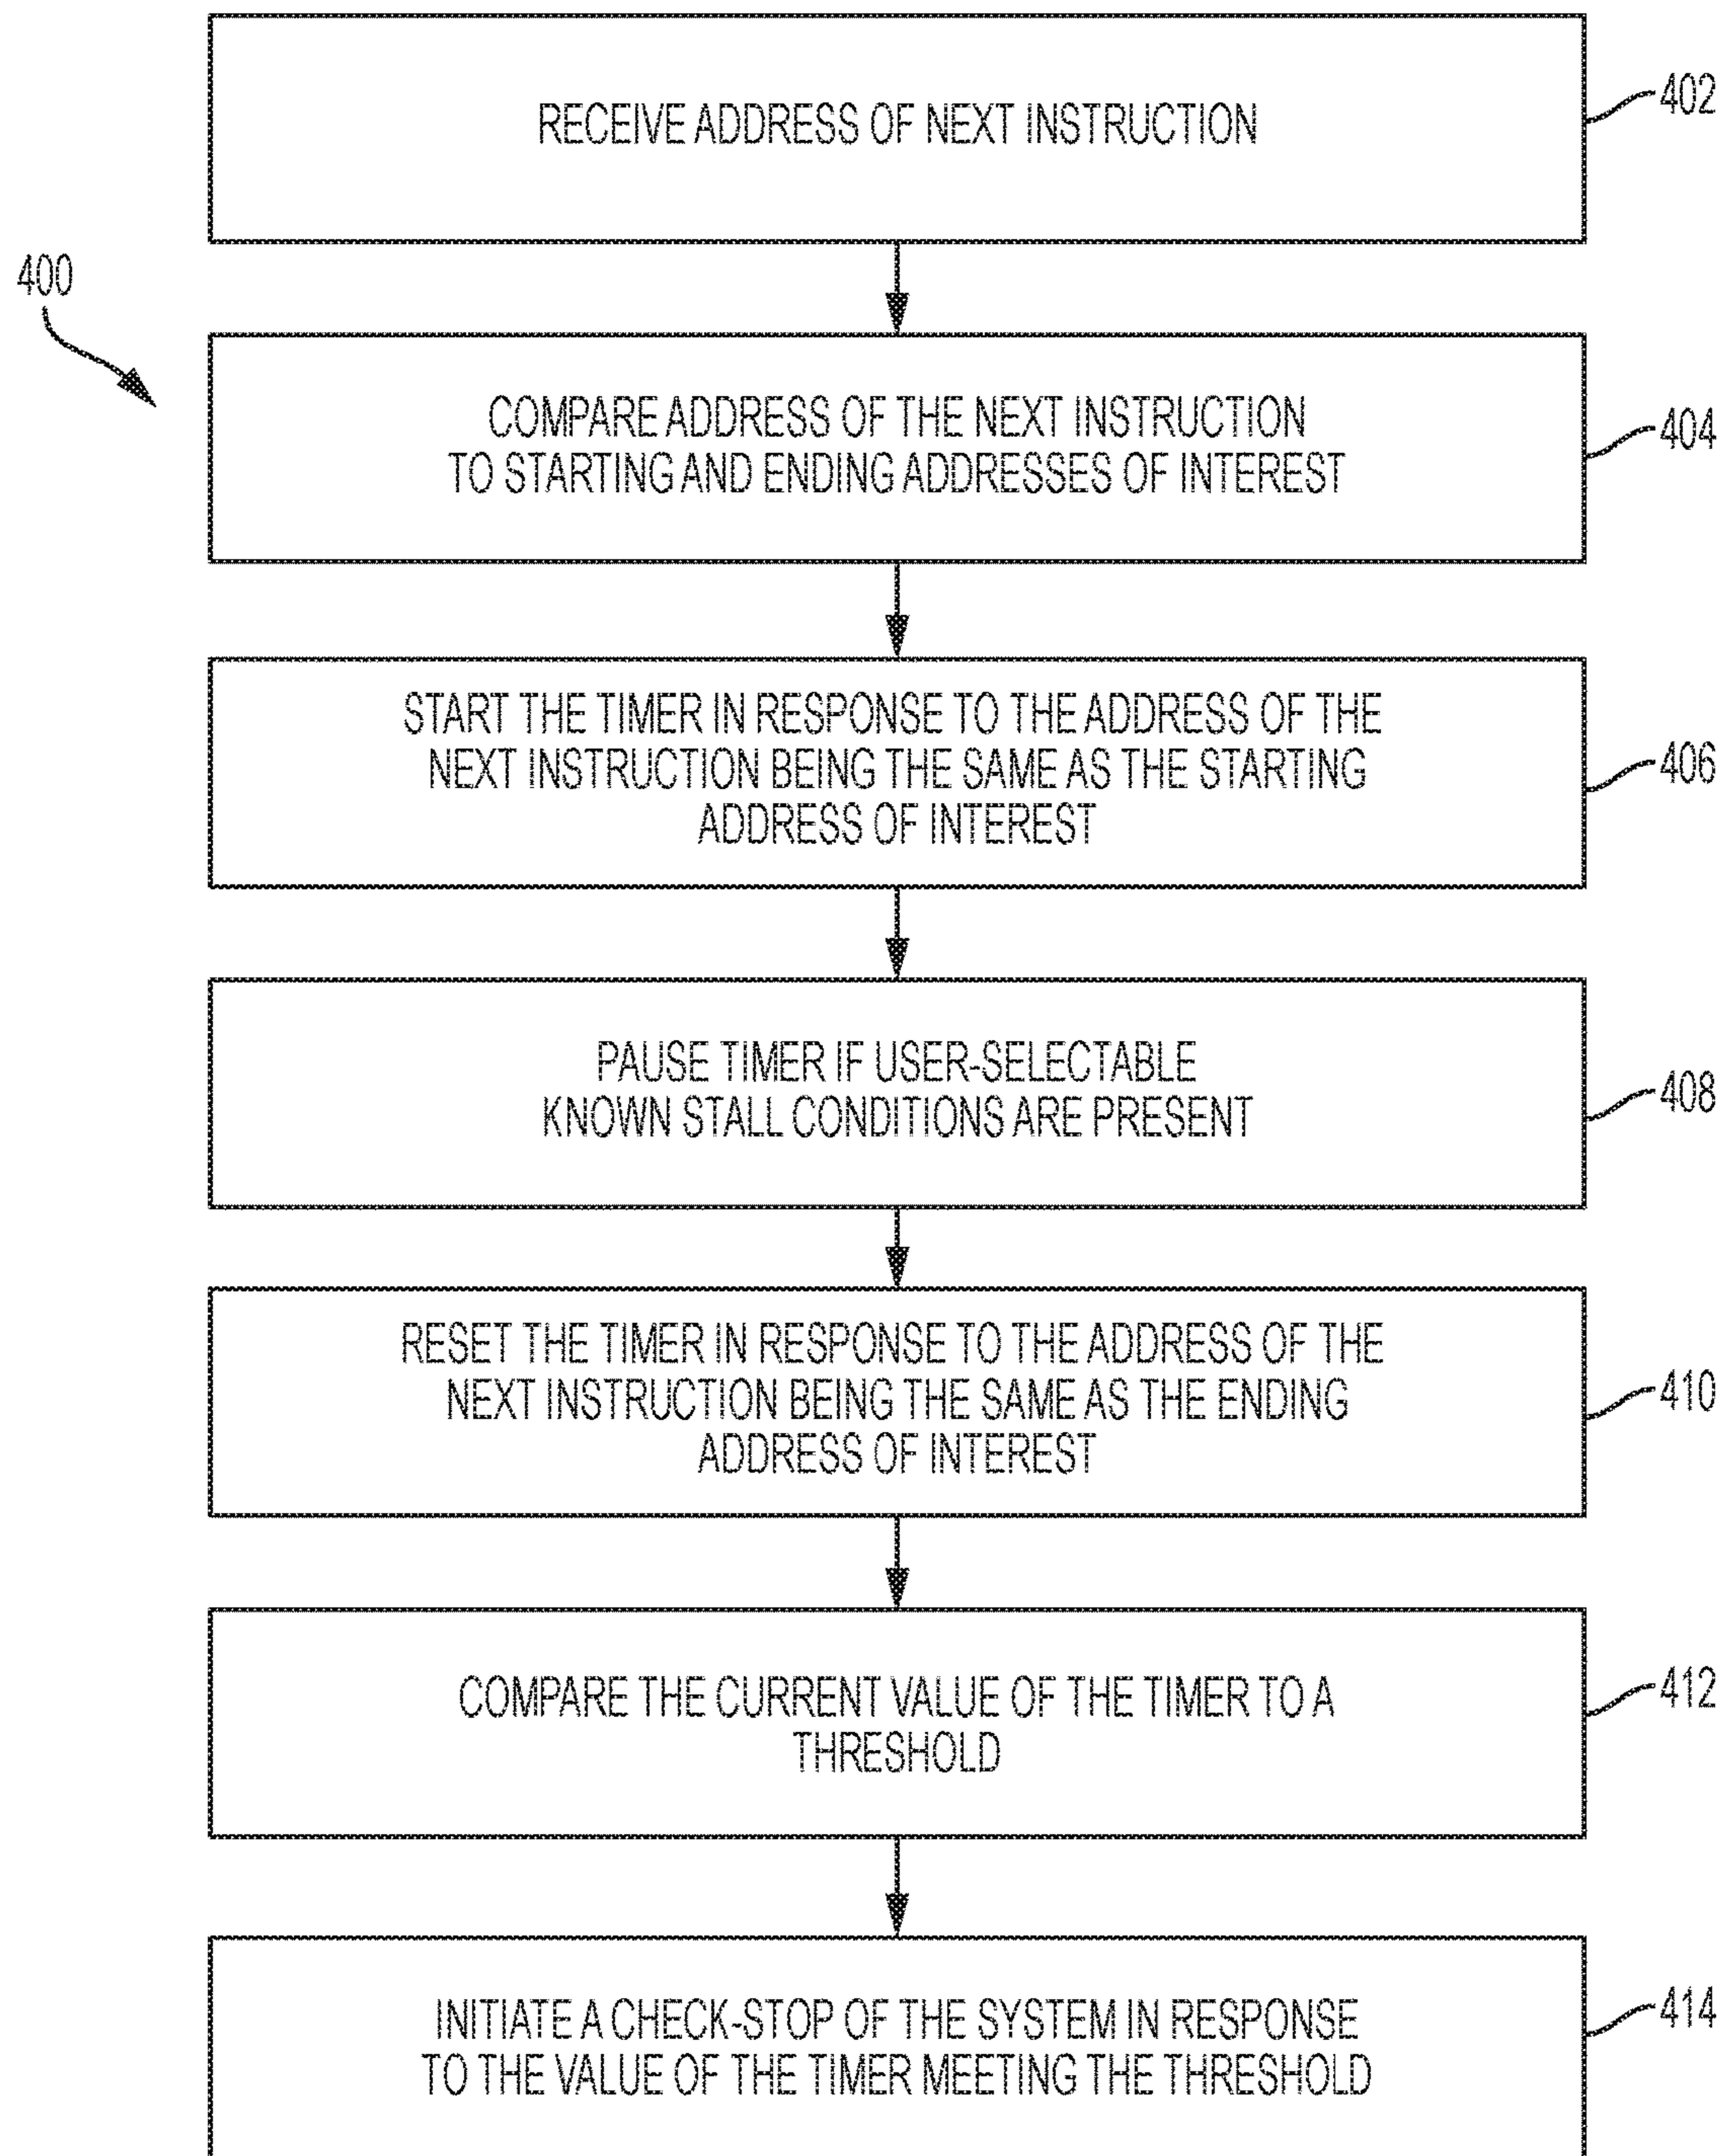 RECEIVE ADDRESS OF NEXT INSTRUCTION
402
400
COMPARE ADDRESS OF THE NEXT INSTRUCTION
TO STARTING AND ENDING ADDRESSES OF INTEREST
404
START THE TIMER IN RESPONSE TO THE ADDRESS OF THE
NEXT INSTRUCTION BEING THE SAME AS THE STARTING
ADDRESS OF INTEREST
406
PAUSE TIMER IF USER-SELECTABLE
KNOWN STALL CONDITIONS ARE PRESENT
408
RESET THE TIMER IN RESPONSE TO THE ADDRESS OF THE
NEXT INSTRUCTION BEING THE SAME AS THE ENDING
ADDRESS OF INTEREST
410
COMPARE THE CURRENT VALUE OF THE TIMER TO A
THRESHOLD
412
INITIATE A CHECK-STOP OF THE SYSTEM IN RESPONSE
TO THE VALUE OF THE TIMER MEETING THE THRESHOLD
414